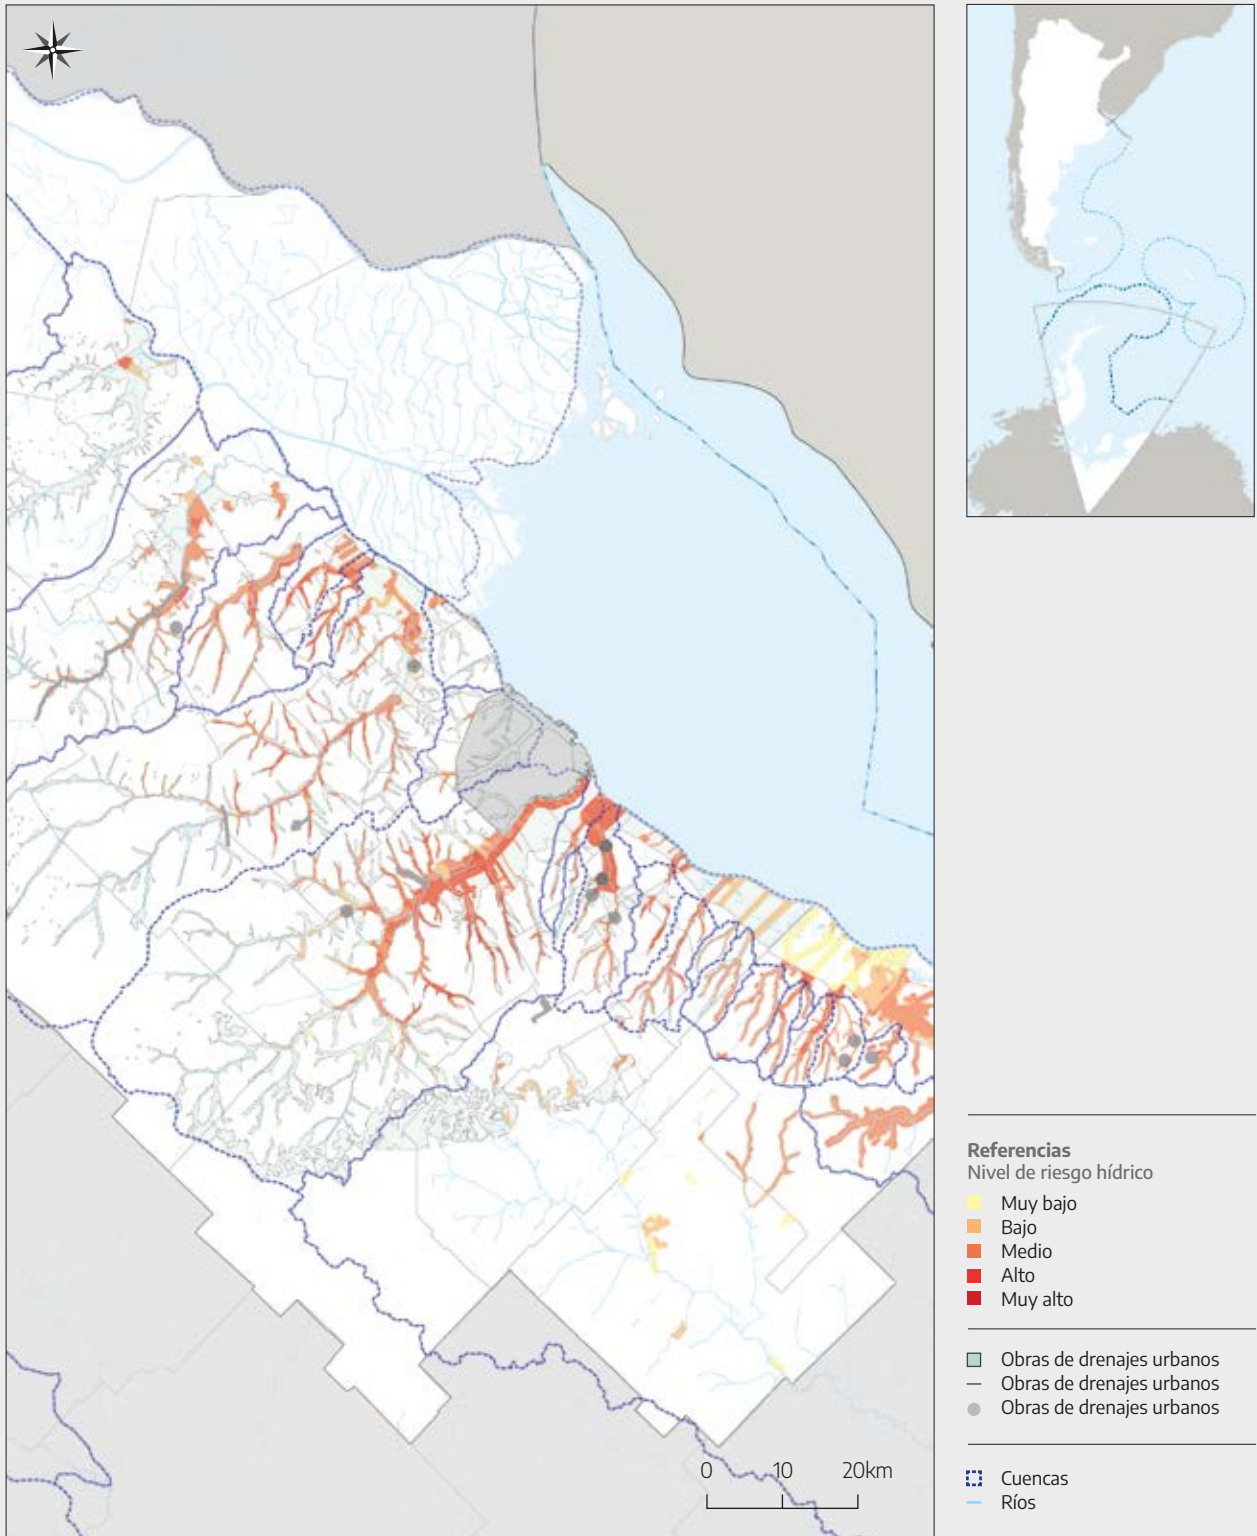 0 10 20km
Referencias
Nivel de riesgo hídrico
Muy bajo
Bajo
Medio
Alto
Muy alto
Obras de drenajes urbanos
Obras de drenajes urbanos
Obras de drenajes urbanos
Cuencas
Ríos